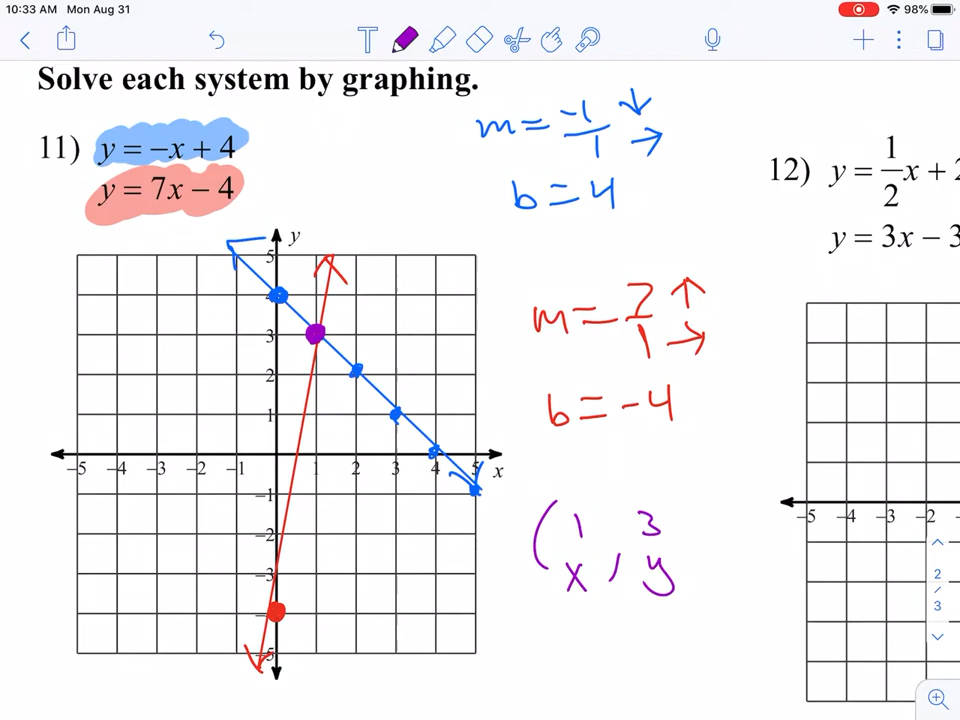 10:33 AM Mon Aug 31 98%
T
Solve each system by graphing.
11) y = −x + 4
y = 7x − 4
m = -1/1 ↓ →
b = 4
12) y = 1/2 x + 2
y = 3x − 3
y
5
4
3
2
1
−5 −4 −3 −2 −1 1 2 3 4 5 x
−1
−2
−3
−5
m = 7/1 ↑ →
b = -4
( 1 3
x , y
−5 −4 −3 −2
2
/
3